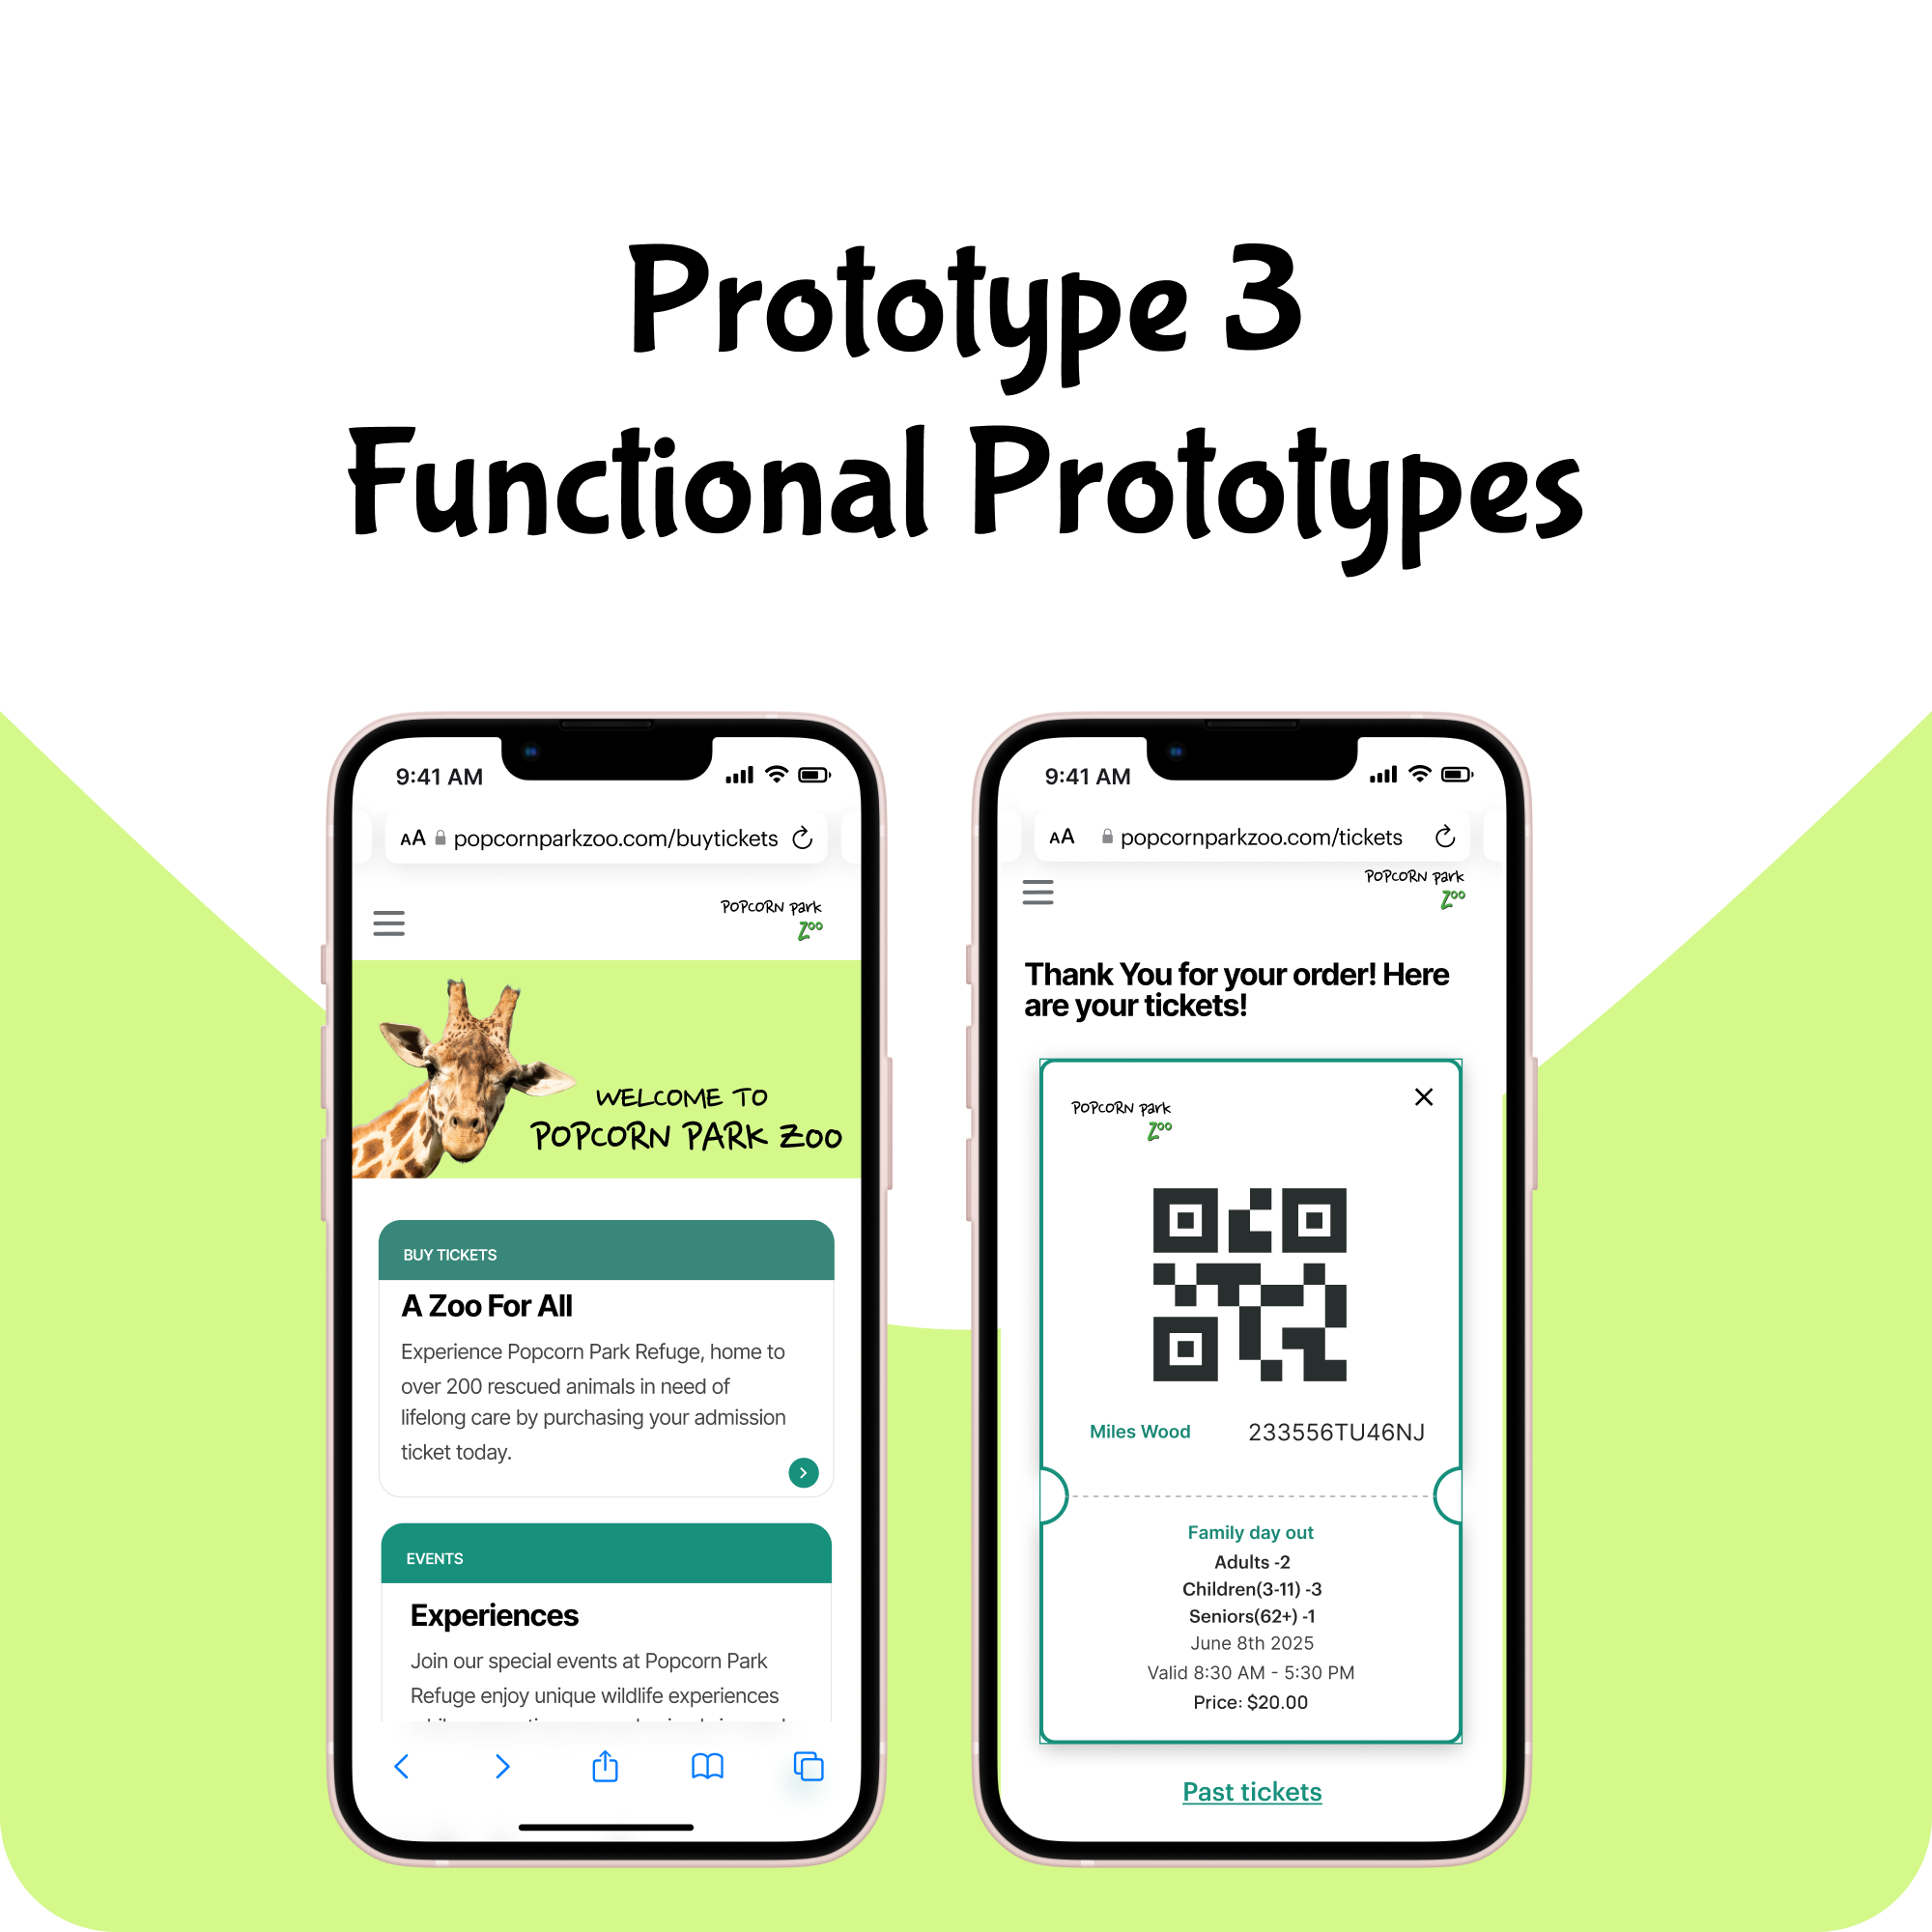 Prototype 3
Functional Prototypes
9:41 AM
AA popcornparkzoo.com/buytickets
POPCORN park
Zoo
WELCOME TO
POPCORN PARK Zoo
BUY TICKETS
A Zoo For All
Experience Popcorn Park Refuge, home to
over 200 rescued animals in need of
lifelong care by purchasing your admission
ticket today.
EVENTS
Experiences
Join our special events at Popcorn Park
Refuge enjoy unique wildlife experiences
9:41 AM
AA popcornparkzoo.com/tickets
POPCORN park
Zoo
Thank You for your order! Here
are your tickets!
POPCORN park
Zoo
Miles Wood 233556TU46NJ
Family day out
Adults -2
Children(3-11) -3
Seniors(62+) -1
June 8th 2025
Valid 8:30 AM - 5:30 PM
Price: $20.00
Past tickets